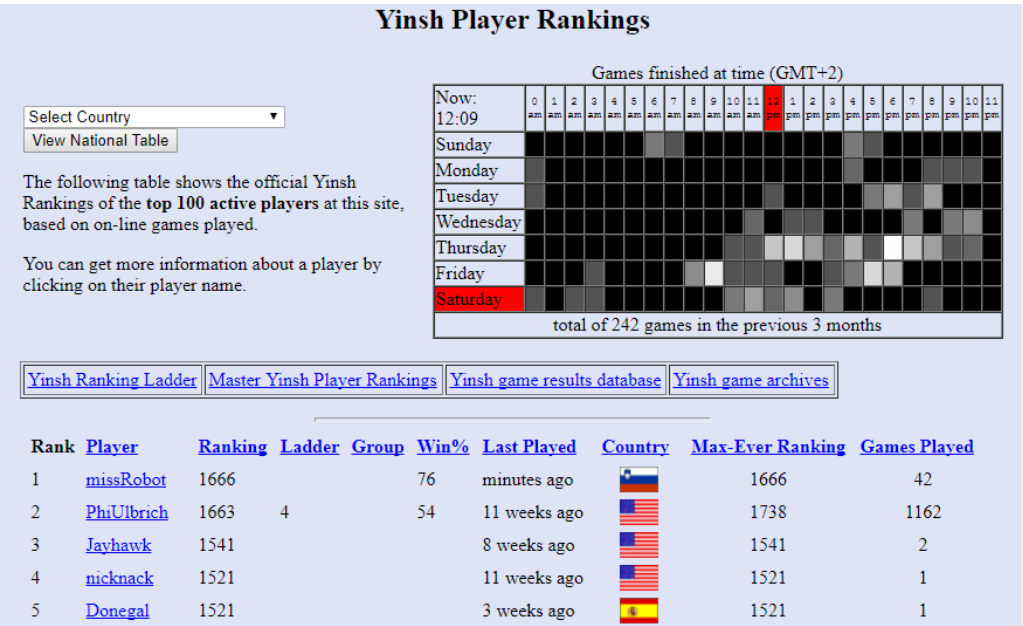 Yinsh Player Rankings
Games finished at time (GMT+2)
Now: 12:09 0 am 1 am 2 am 3 am 4 am 5 am 6 am 7 am 8 am 9 am 10 am 11 am 12 pm 1 pm 2 pm 3 pm 4 pm 5 pm 6 pm 7 pm 8 pm 9 pm 10 pm 11 pm
Sunday
Monday
Tuesday
Wednesday
Thursday
Friday
Saturday
total of 242 games in the previous 3 months
Select Country
View National Table
The following table shows the official Yinsh
Rankings of the top 100 active players at this site,
based on on-line games played.
You can get more information about a player by
clicking on their player name.
Yinsh Ranking Ladder Master Yinsh Player Rankings Yinsh game results database Yinsh game archives
Rank Player Ranking Ladder Group Win% Last Played Country Max-Ever Ranking Games Played
1 missRobot 1666 76 minutes ago 1666 42
2 PhiUlbrich 1663 4 54 11 weeks ago 1738 1162
3 Jayhawk 1541 8 weeks ago 1541 2
4 nicknack 1521 11 weeks ago 1521 1
5 Donegal 1521 3 weeks ago 1521 1